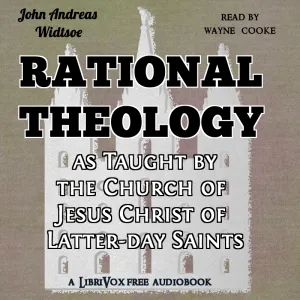 John Andreas
Widtsoe
READ BY
WAYNE COOKE
RATIONAL
THEOLOGY
AS TAUGHT BY
THE CHURCH OF
JESUS CHRIST OF
LATTER-DAY SAINTS
A LIBRIVOX FREE AUDIOBOOK